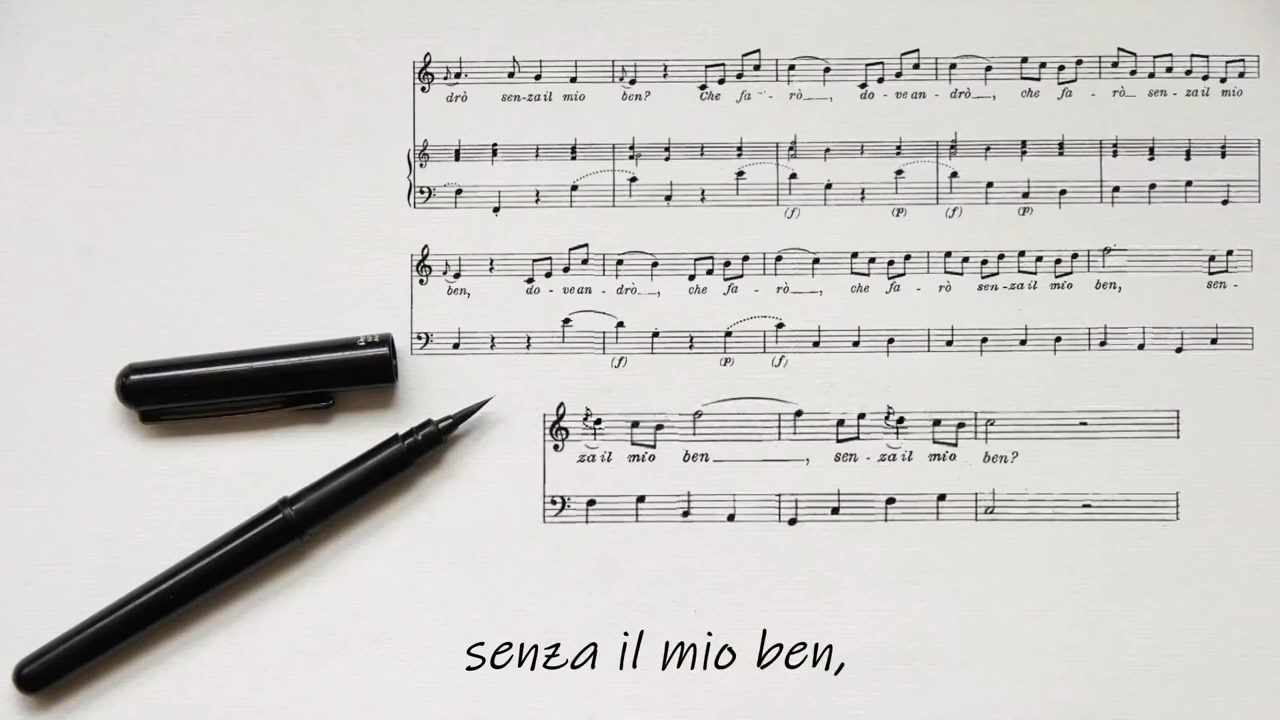 drò sen-za il mio ben? Che fa - rò, do-ve an-drò, che fa - rò sen-za il mio
(f) (p) (f) (p)
ben, do-ve an-drò, che fa - rò, che fa - rò sen-za il mio ben, sen-
(f) (p) (f)
za il mio ben, sen-za il mio ben?
senza il mio ben,